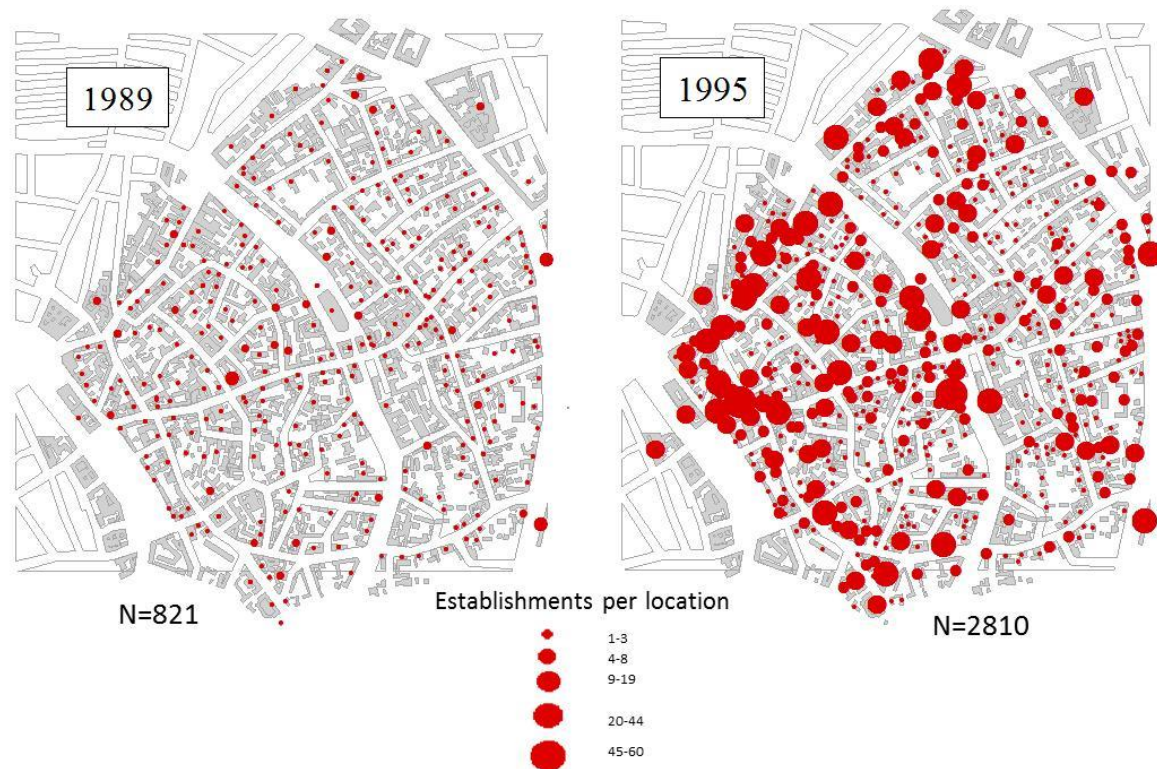 1989
1995
N=821
Establishments per location
N=2810
1-3
4-8
9-19
20-44
45-60